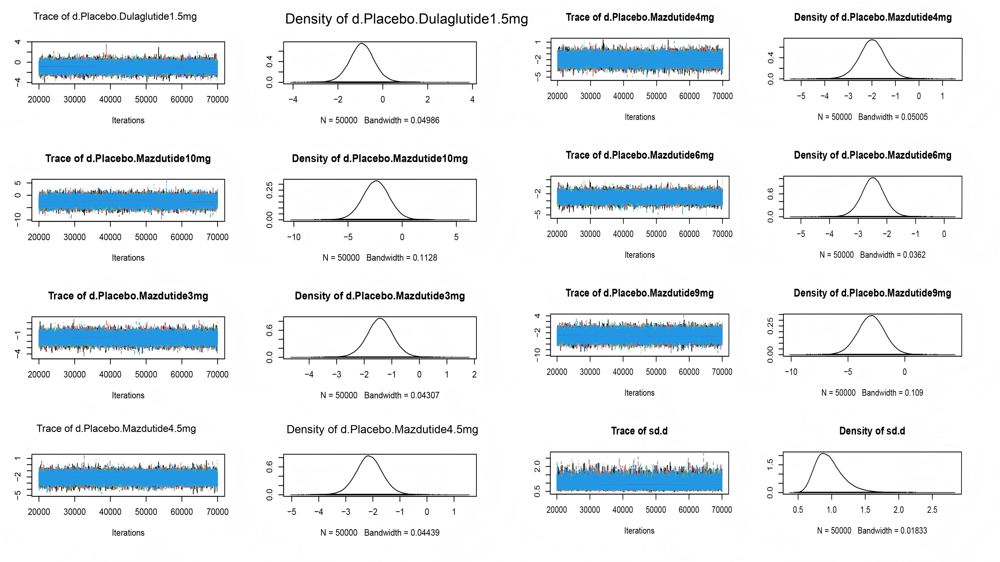 Trace of d.Placebo.Dulaglutide1.5mg
4
0
−4
20000 30000 40000 50000 60000 70000
Iterations
Density of d.Placebo.Dulaglutide1.5mg
0.4
0.0
−4 −2 0 2 4
N = 50000 Bandwidth = 0.04986
Trace of d.Placebo.Mazdutide4mg
1
−2
−5
20000 30000 40000 50000 60000 70000
Iterations
Density of d.Placebo.Mazdutide4mg
0.4
0.0
−5 −4 −3 −2 −1 0 1
N = 50000 Bandwidth = 0.05005
Trace of d.Placebo.Mazdutide10mg
5
0
−10
20000 30000 40000 50000 60000 70000
Iterations
Density of d.Placebo.Mazdutide10mg
0.25
0.00
−10 −5 0 5
N = 50000 Bandwidth = 0.1128
Trace of d.Placebo.Mazdutide6mg
−2
−5
20000 30000 40000 50000 60000 70000
Iterations
Density of d.Placebo.Mazdutide6mg
0.6
0.0
−5 −4 −3 −2 −1 0
N = 50000 Bandwidth = 0.0362
Trace of d.Placebo.Mazdutide3mg
−1
−4
20000 30000 40000 50000 60000 70000
Iterations
Density of d.Placebo.Mazdutide3mg
0.6
0.0
−4 −3 −2 −1 0 1 2
N = 50000 Bandwidth = 0.04307
Trace of d.Placebo.Mazdutide9mg
4
−2
−10
20000 30000 40000 50000 60000 70000
Iterations
Density of d.Placebo.Mazdutide9mg
0.25
0.00
−10 −5 0
N = 50000 Bandwidth = 0.109
Trace of d.Placebo.Mazdutide4.5mg
1
−2
−5
20000 30000 40000 50000 60000 70000
Iterations
Density of d.Placebo.Mazdutide4.5mg
0.6
0.0
−5 −4 −3 −2 −1 0 1
N = 50000 Bandwidth = 0.04439
Trace of sd.d
2.0
0.5
20000 30000 40000 50000 60000 70000
Iterations
Density of sd.d
1.5
0.0
0.5 1.0 1.5 2.0 2.5
N = 50000 Bandwidth = 0.01833